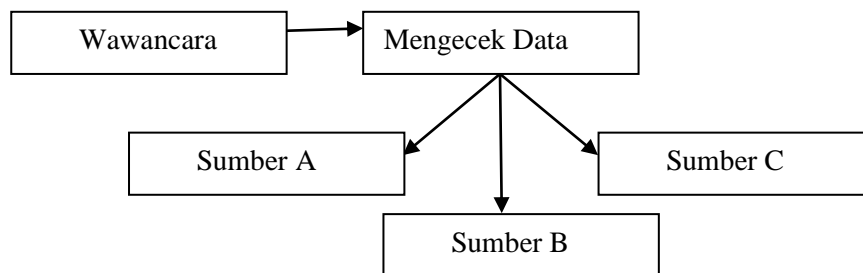 Wawancara
Mengecek Data
Sumber A
Sumber C
Sumber B